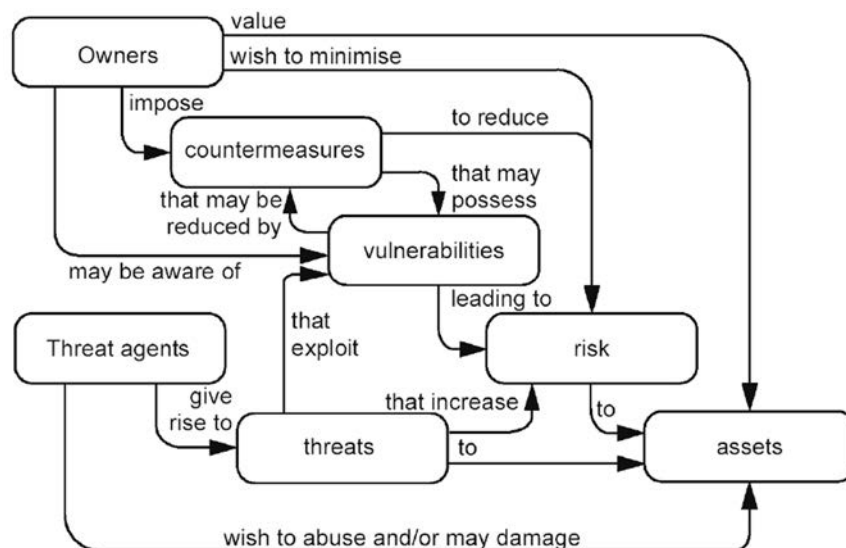 value
Owners
wish to minimise
impose
to reduce
countermeasures
that may
possess
that may be
reduced by
vulnerabilities
may be aware of
leading to
that
exploit
Threat agents
risk
give
rise to
that increase
to
threats
to
assets
wish to abuse and/or may damage